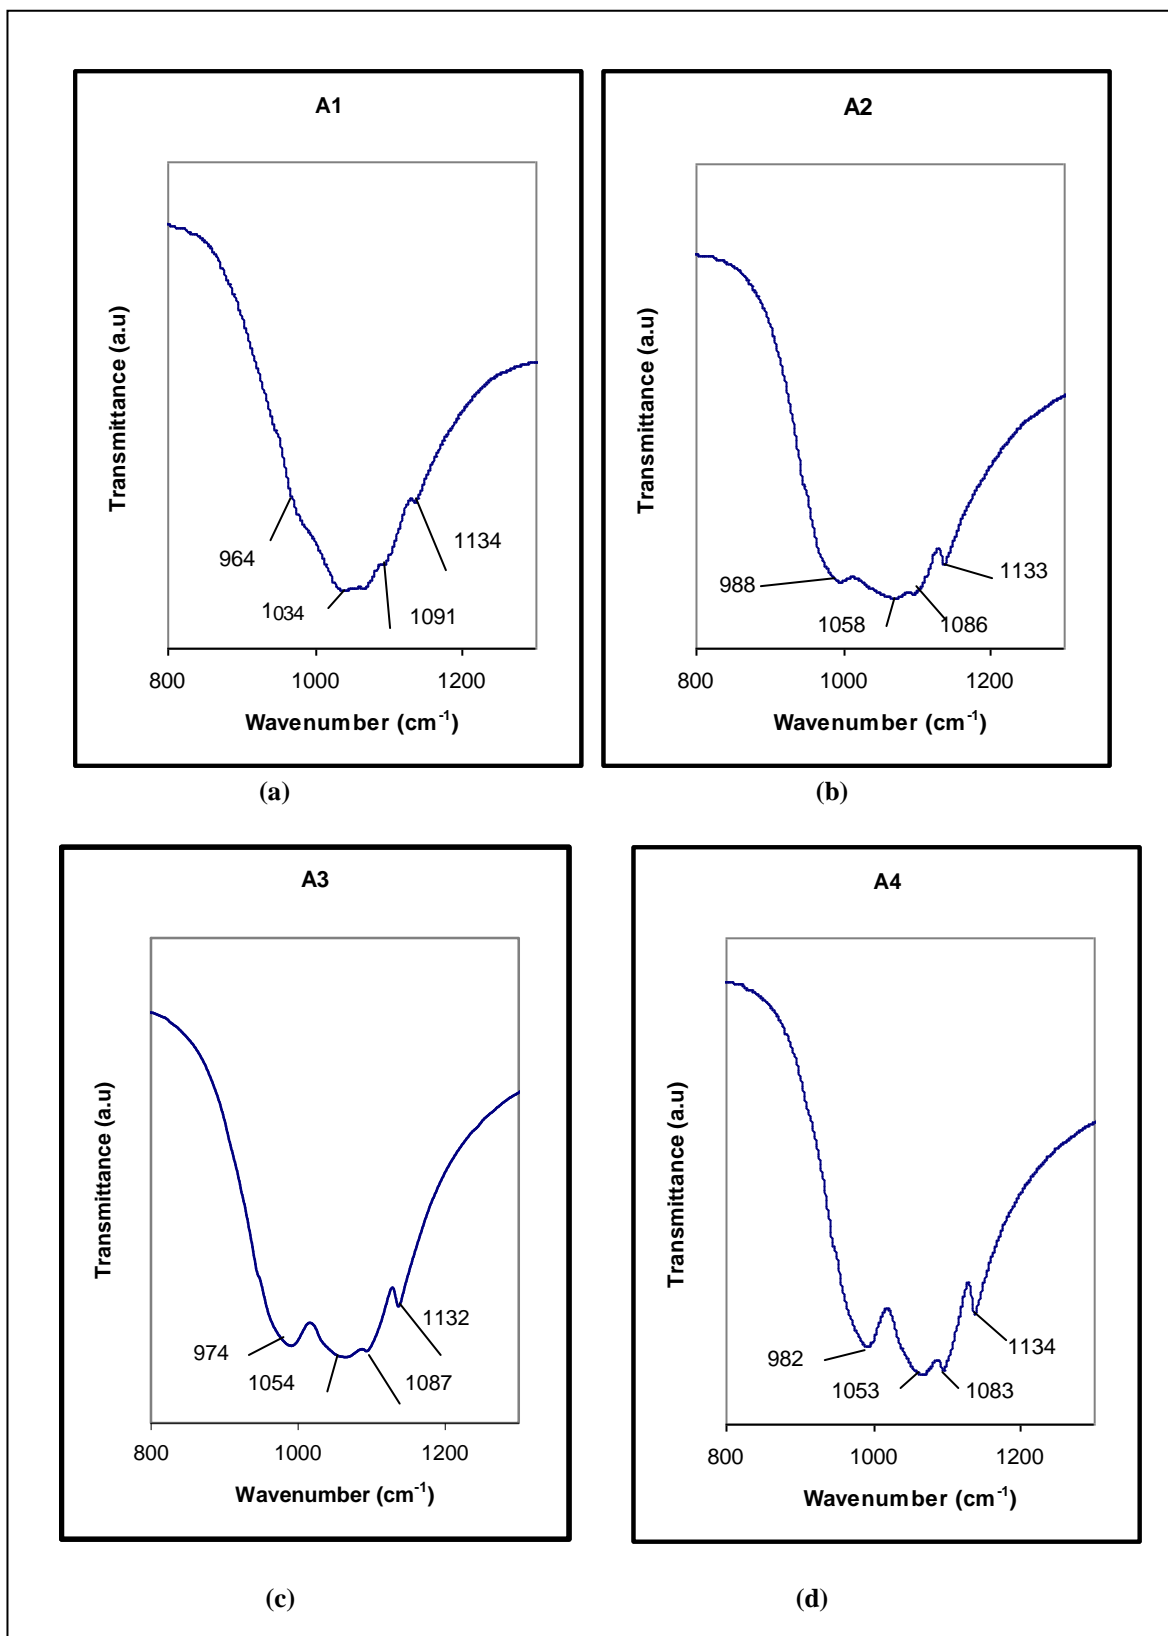 A1
Transmittance (a.u)
964
1034
1091
1134
800 1000 1200
Wavenumber (cm-1)
(a)
A2
Transmittance (a.u)
988
1058
1086
1133
800 1000 1200
Wavenumber (cm-1)
(b)
A3
Transmittance (a.u)
974
1054
1087
1132
800 1000 1200
Wavenumber (cm-1)
(c)
A4
Transmittance (a.u)
982
1053
1083
1134
800 1000 1200
Wavenumber (cm-1)
(d)